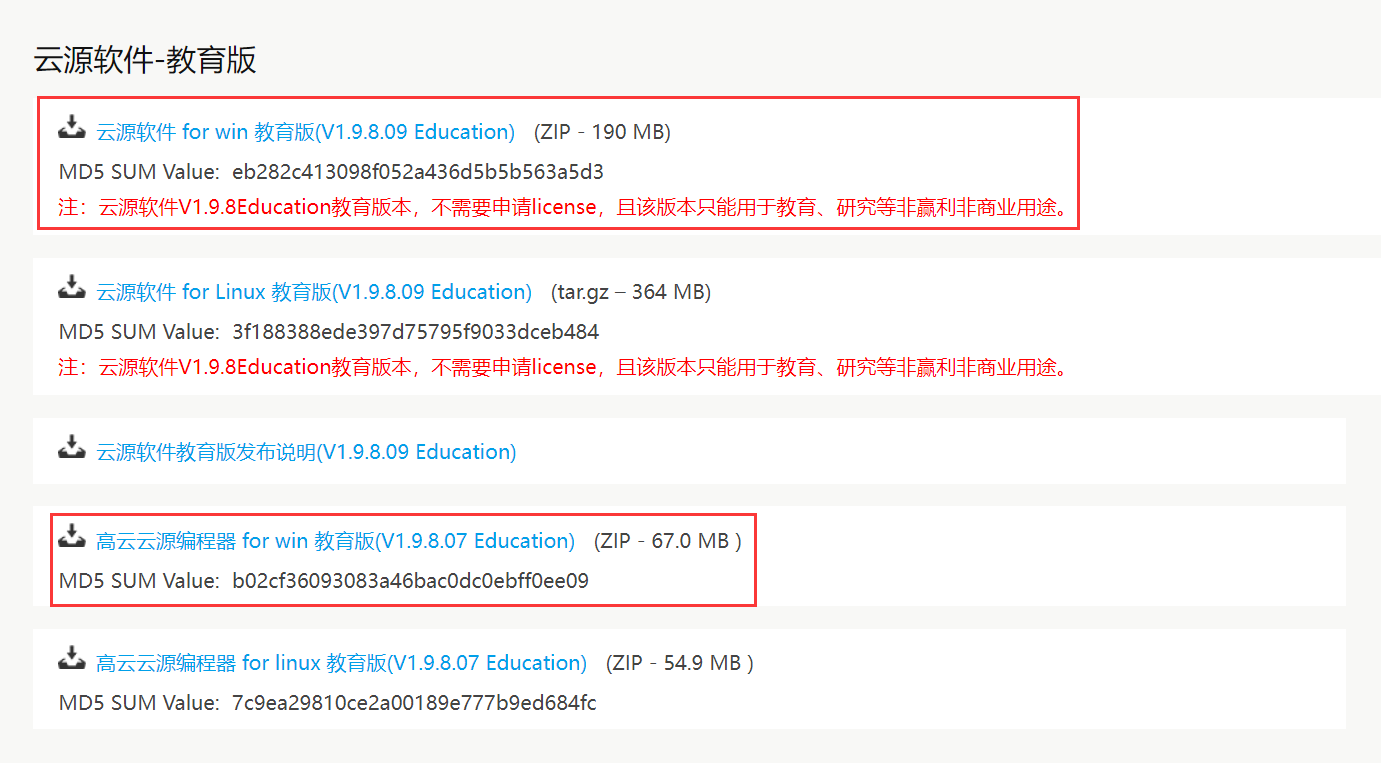 云源软件-教育版
云源软件 for win 教育版(V1.9.8.09 Education) (ZIP - 190 MB)
MD5 SUM Value: eb282c413098f052a436d5b5b563a5d3
注：云源软件V1.9.8Education教育版本，不需要申请license，且该版本只能用于教育、研究等非赢利非商业用途。
云源软件 for Linux 教育版(V1.9.8.09 Education) (tar.gz – 364 MB)
MD5 SUM Value: 3f188388ede397d75795f9033dceb484
注：云源软件V1.9.8Education教育版本，不需要申请license，且该版本只能用于教育、研究等非赢利非商业用途。
云源软件教育版发布说明(V1.9.8.09 Education)
高云云源编程器 for win 教育版(V1.9.8.07 Education) (ZIP - 67.0 MB )
MD5 SUM Value: b02cf36093083a46bac0dc0ebff0ee09
高云云源编程器 for linux 教育版(V1.9.8.07 Education) (ZIP - 54.9 MB )
MD5 SUM Value: 7c9ea29810ce2a00189e777b9ed684fc